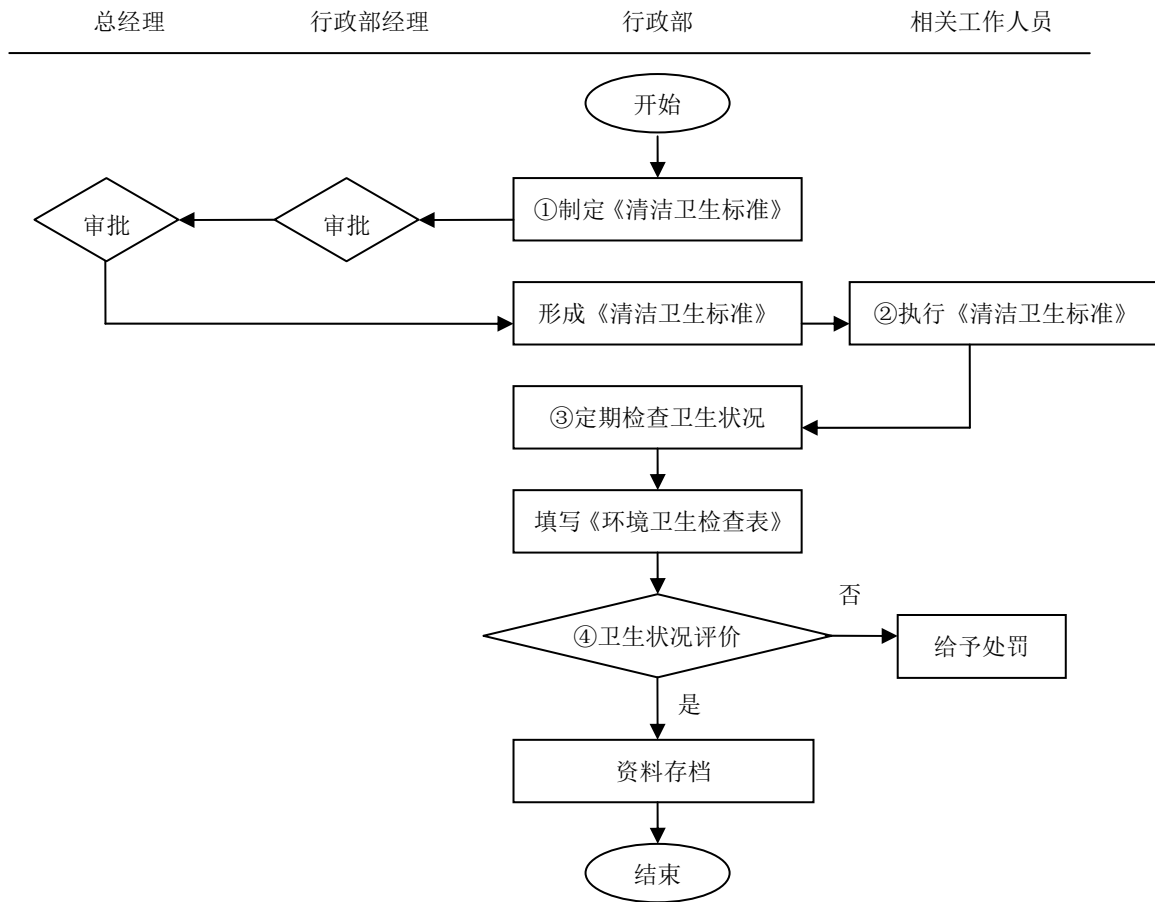 总经理 行政部经理 行政部 相关工作人员
开始
审批 审批 ①制定《清洁卫生标准》
形成《清洁卫生标准》 ②执行《清洁卫生标准》
③定期检查卫生状况
填写《环境卫生检查表》
否
④卫生状况评价 给予处罚
是
资料存档
结束